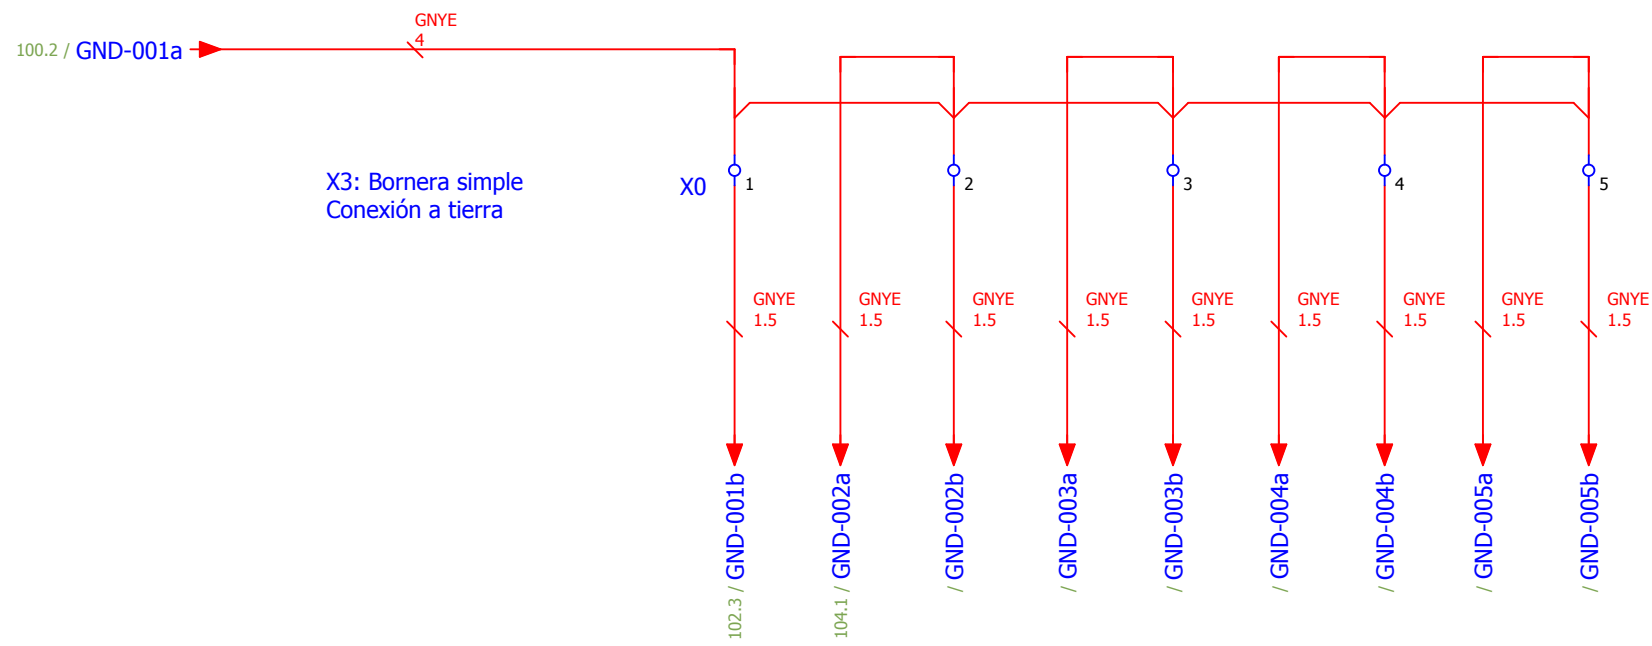 GNYE
4
100.2 / GND-001a
X3: Bornera simple
Conexión a tierra
X0
1
2
3
4
5
GNYE
1.5
GNYE
1.5
GNYE
1.5
GNYE
1.5
GNYE
1.5
GNYE
1.5
GNYE
1.5
GNYE
1.5
GNYE
1.5
102.3 / GND-001b
104.1 / GND-002a
/ GND-002b
/ GND-003a
/ GND-003b
/ GND-004a
/ GND-004b
/ GND-005a
/ GND-005b